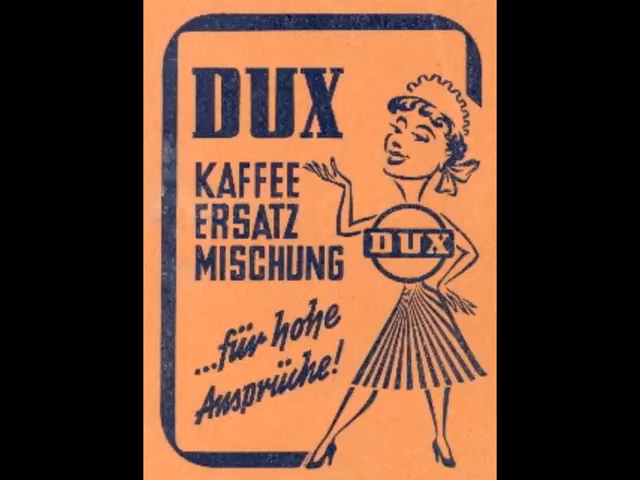 DUX
KAFFEE
ERSATZ
MISCHUNG
DUX
...für hohe
Ansprüche!